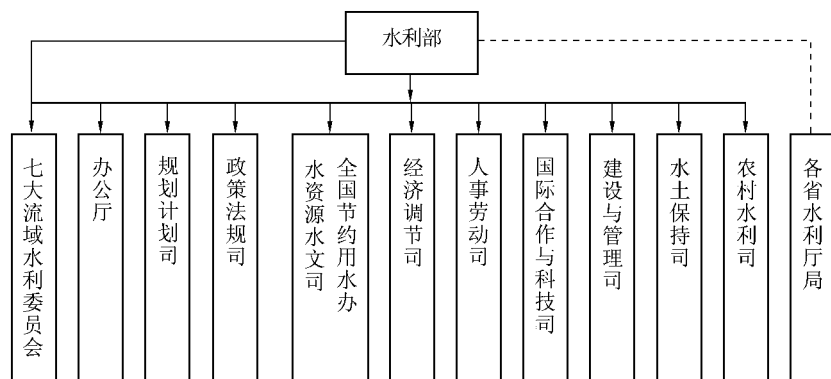 水利部
七大流域水利委员会
办公厅
规划计划司
政策法规司
全国节约用水办
水资源水文司
经济调节司
人事劳动司
国际合作与科技司
建设与管理司
水土保持司
农村水利司
各省水利厅局